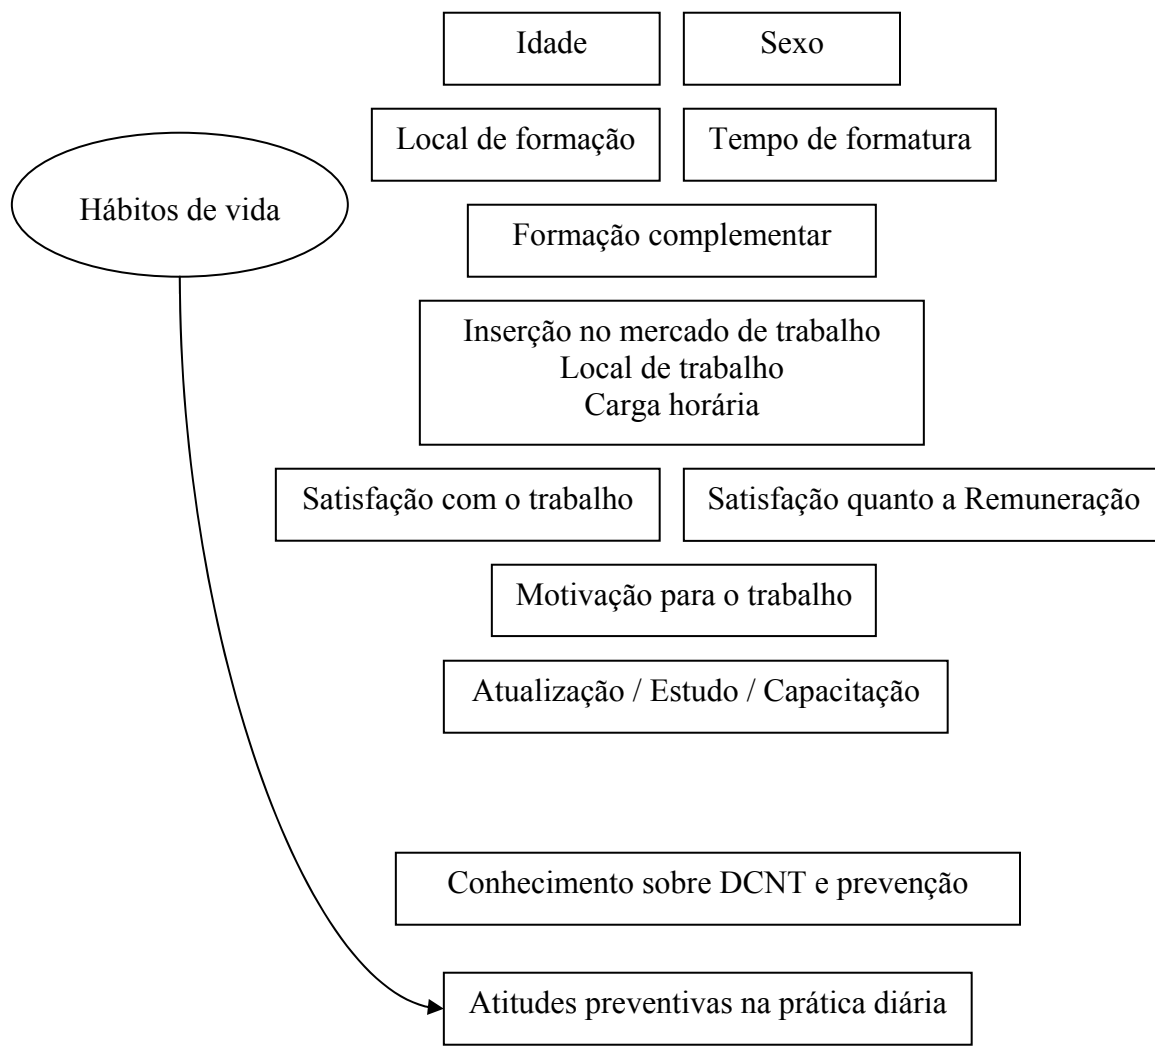 Idade
Sexo
Local de formação
Tempo de formatura
Hábitos de vida
Formação complementar
Inserção no mercado de trabalho
Local de trabalho
Carga horária
Satisfação com o trabalho
Satisfação quanto a Remuneração
Motivação para o trabalho
Atualização / Estudo / Capacitação
Conhecimento sobre DCNT e prevenção
Atitudes preventivas na prática diária